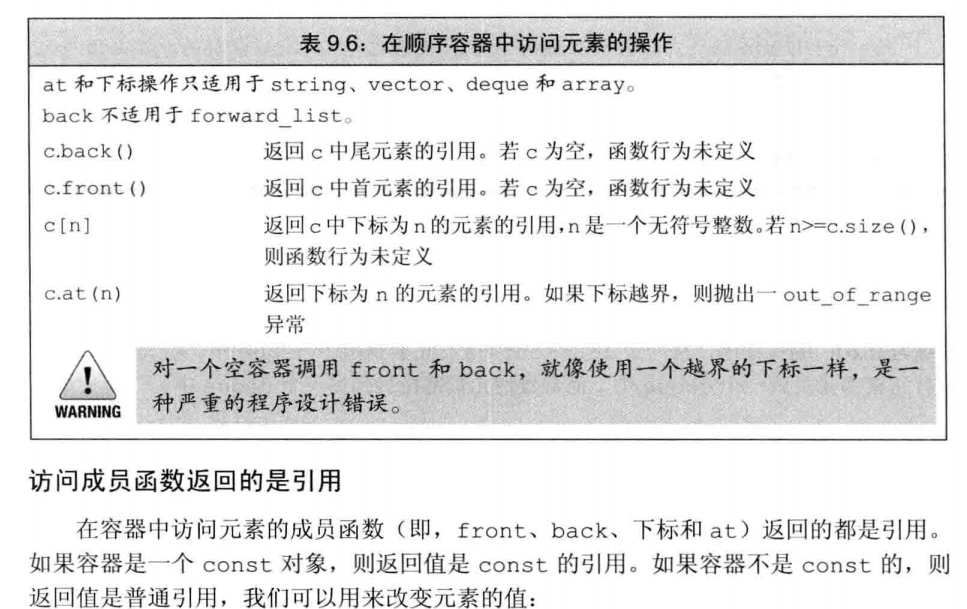 表 9.6：在顺序容器中访问元素的操作
at 和下标操作只适用于 string、vector、deque 和 array。
back 不适用于 forward_list。
c.back() 返回 c 中尾元素的引用。若 c 为空，函数行为未定义
c.front() 返回 c 中首元素的引用。若 c 为空，函数行为未定义
c[n] 返回 c 中下标为 n 的元素的引用，n 是一个无符号整数。若 n>=c.size()，
则函数行为未定义
c.at(n) 返回下标为 n 的元素的引用。如果下标越界，则抛出一 out_of_range
异常
对一个空容器调用 front 和 back，就像使用一个越界的下标一样，是一
WARNING
种严重的程序设计错误。
访问成员函数返回的是引用
在容器中访问元素的成员函数（即，front、back、下标和 at）返回的都是引用。
如果容器是一个 const 对象，则返回值是 const 的引用。如果容器不是 const 的，则
返回值是普通引用，我们可以用来改变元素的值：